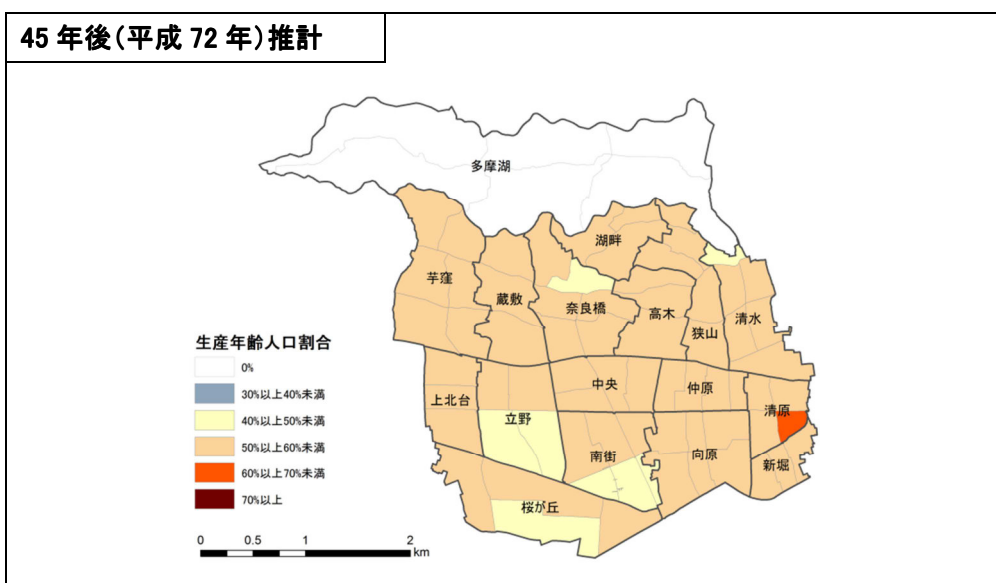 45 年後(平成 72 年)推計
多摩湖
湖畔
芋窪
蔵敷
奈良橋
高木
狭山
清水
生産年齢人口割合
0%
30%以上40%未満
40%以上50%未満
50%以上60%未満
60%以上70%未満
70%以上
上北台
立野
中央
仲原
清原
南街
向原
新堀
桜が丘
0 0.5 1 2
km